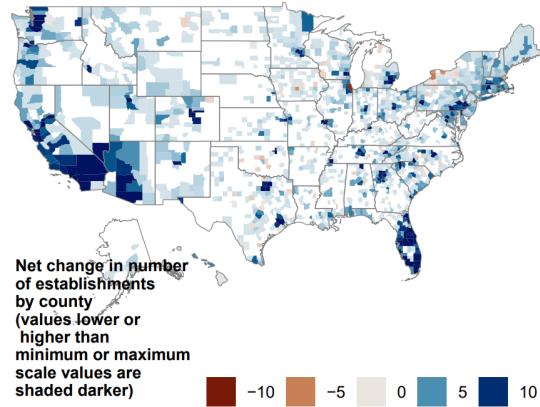 Net change in number
of establishments
by county
(values lower or
higher than
minimum or maximum
scale values are
shaded darker)
−10 −5 0 5 10